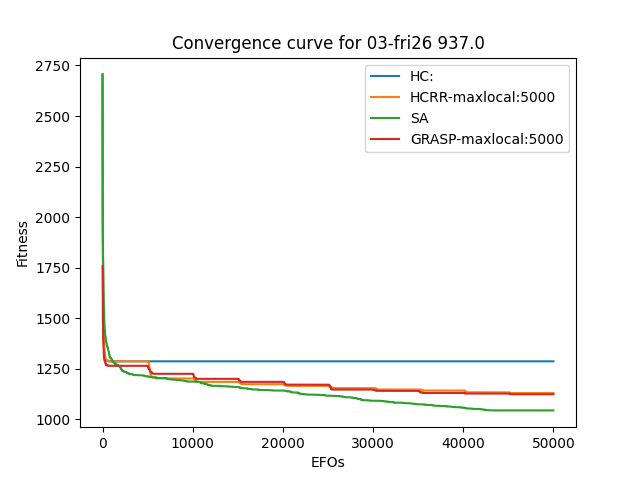 Convergence curve for 03-fri26 937.0
HC:
HCRR-maxlocal:5000
SA
GRASP-maxlocal:5000
Fitness
2750
2500
2250
2000
1750
1500
1250
1000
0 10000 20000 30000 40000 50000
EFOs